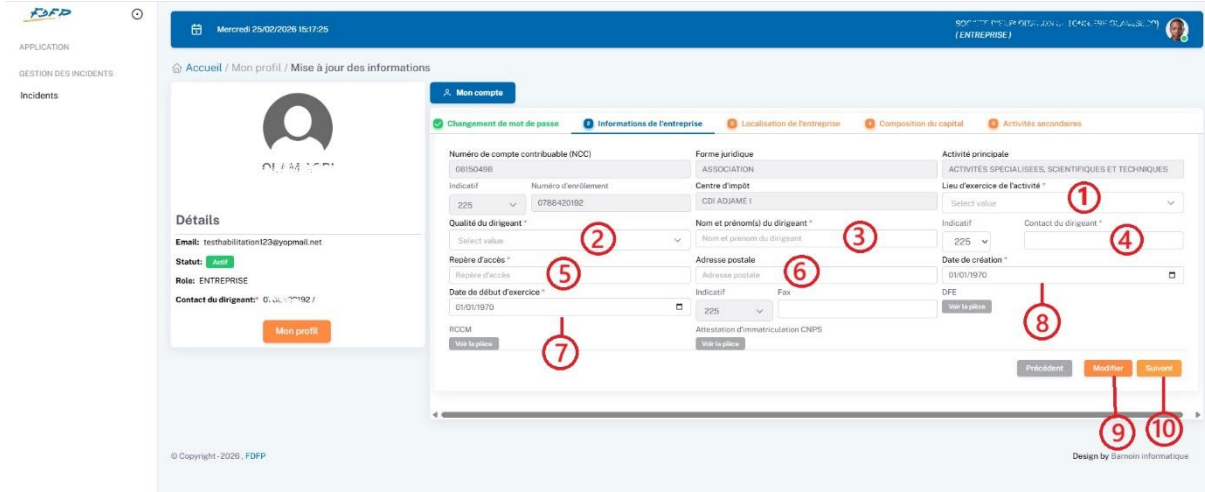 FDFP
Mercredi 25/02/2026 15:17:25
(ENTREPRISE)
APPLICATION
GESTION DES INCIDENTS
Incidents
Accueil / Mon profil / Mise à jour des informations
Mon compte
Changement de mot de passe
Informations de l'entreprise
Localisation de l'entreprise
Composition du capital
Activités secondaires
Numéro de compte contribuable (NCC)
Forme juridique
Activité principale
0815049B
ASSOCIATION
ACTIVITÉS SPECIALISEES, SCIENTIFIQUES ET TECHNIQUES
Indicatif
Numéro d'enrôlement
Centre d'impôt
Lieu d'exercice de l'activité *
225
0788420192
CDI ADJAME I
Select value
1
Qualité du dirigeant *
Nom et prénom(s) du dirigeant *
Indicatif
Contact du dirigeant *
Select value
2
Nom et prenom du dirigeant
3
225
4
Repère d'accès *
Adresse postale
Date de création *
Repère d'accès
5
Adresse postale
6
01/01/1970
Date de début d'exercice *
Indicatif
Fax
DFE
01/01/1970
225
Voir la pièce
8
RCCM
Attestation d'immatriculation CNPS
Voir la pièce
7
Voir la pièce
Précédent
Modifier
Suivant
9
10
Détails
Email: testhabilitation123@yopmail.net
Statut: Actif
Role: ENTREPRISE
Contact du dirigeant:*
Mon profil
© Copyright - 2026 , FDFP
Design by Barnoin informatique